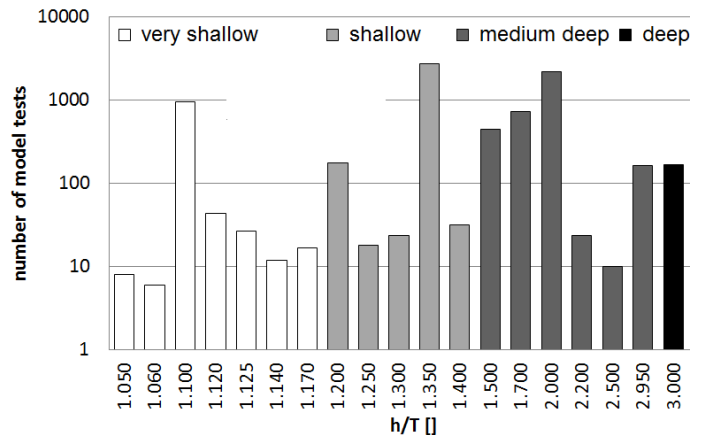 10000
very shallow shallow medium deep deep
1000
100
10
1
number of model tests
1.050 1.060 1.100 1.120 1.125 1.140 1.170 1.200 1.250 1.300 1.350 1.400 1.500 1.700 2.000 2.200 2.500 2.950 3.000
h/T []